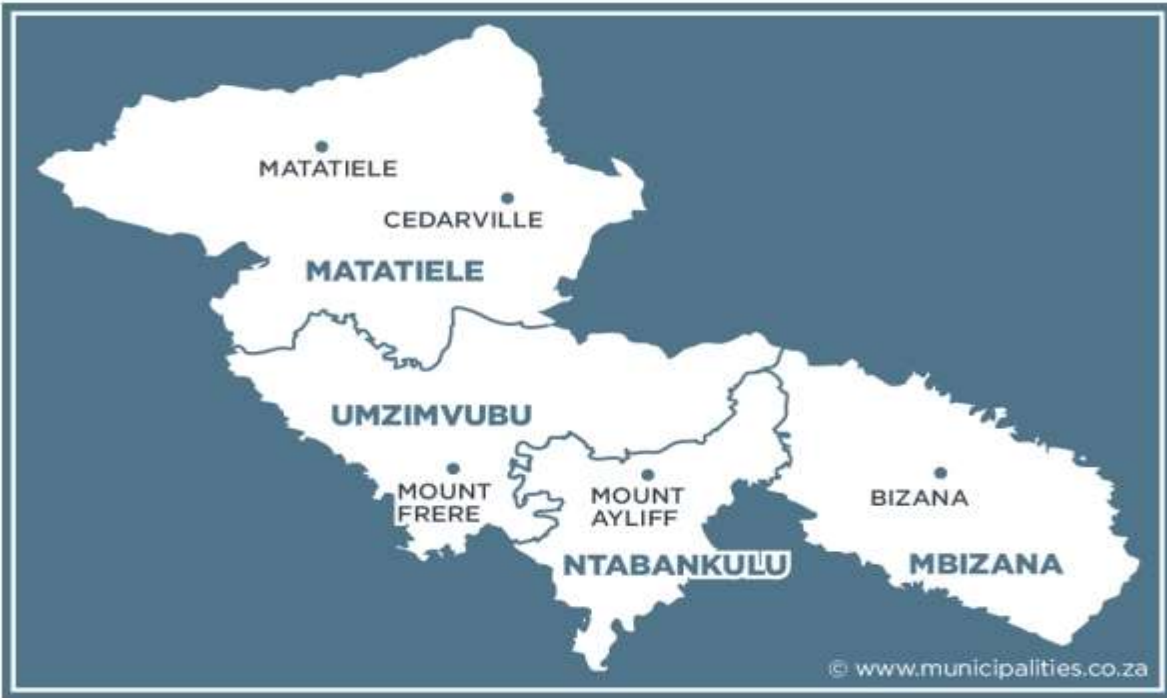 MATATIELE
CEDARVILLE
MATATIELE
UMZIMVUBU
MOUNT
FRERE
MOUNT
AYLIFF
BIZANA
NTABANKULU
MBIZANA
© www.municipalities.co.za